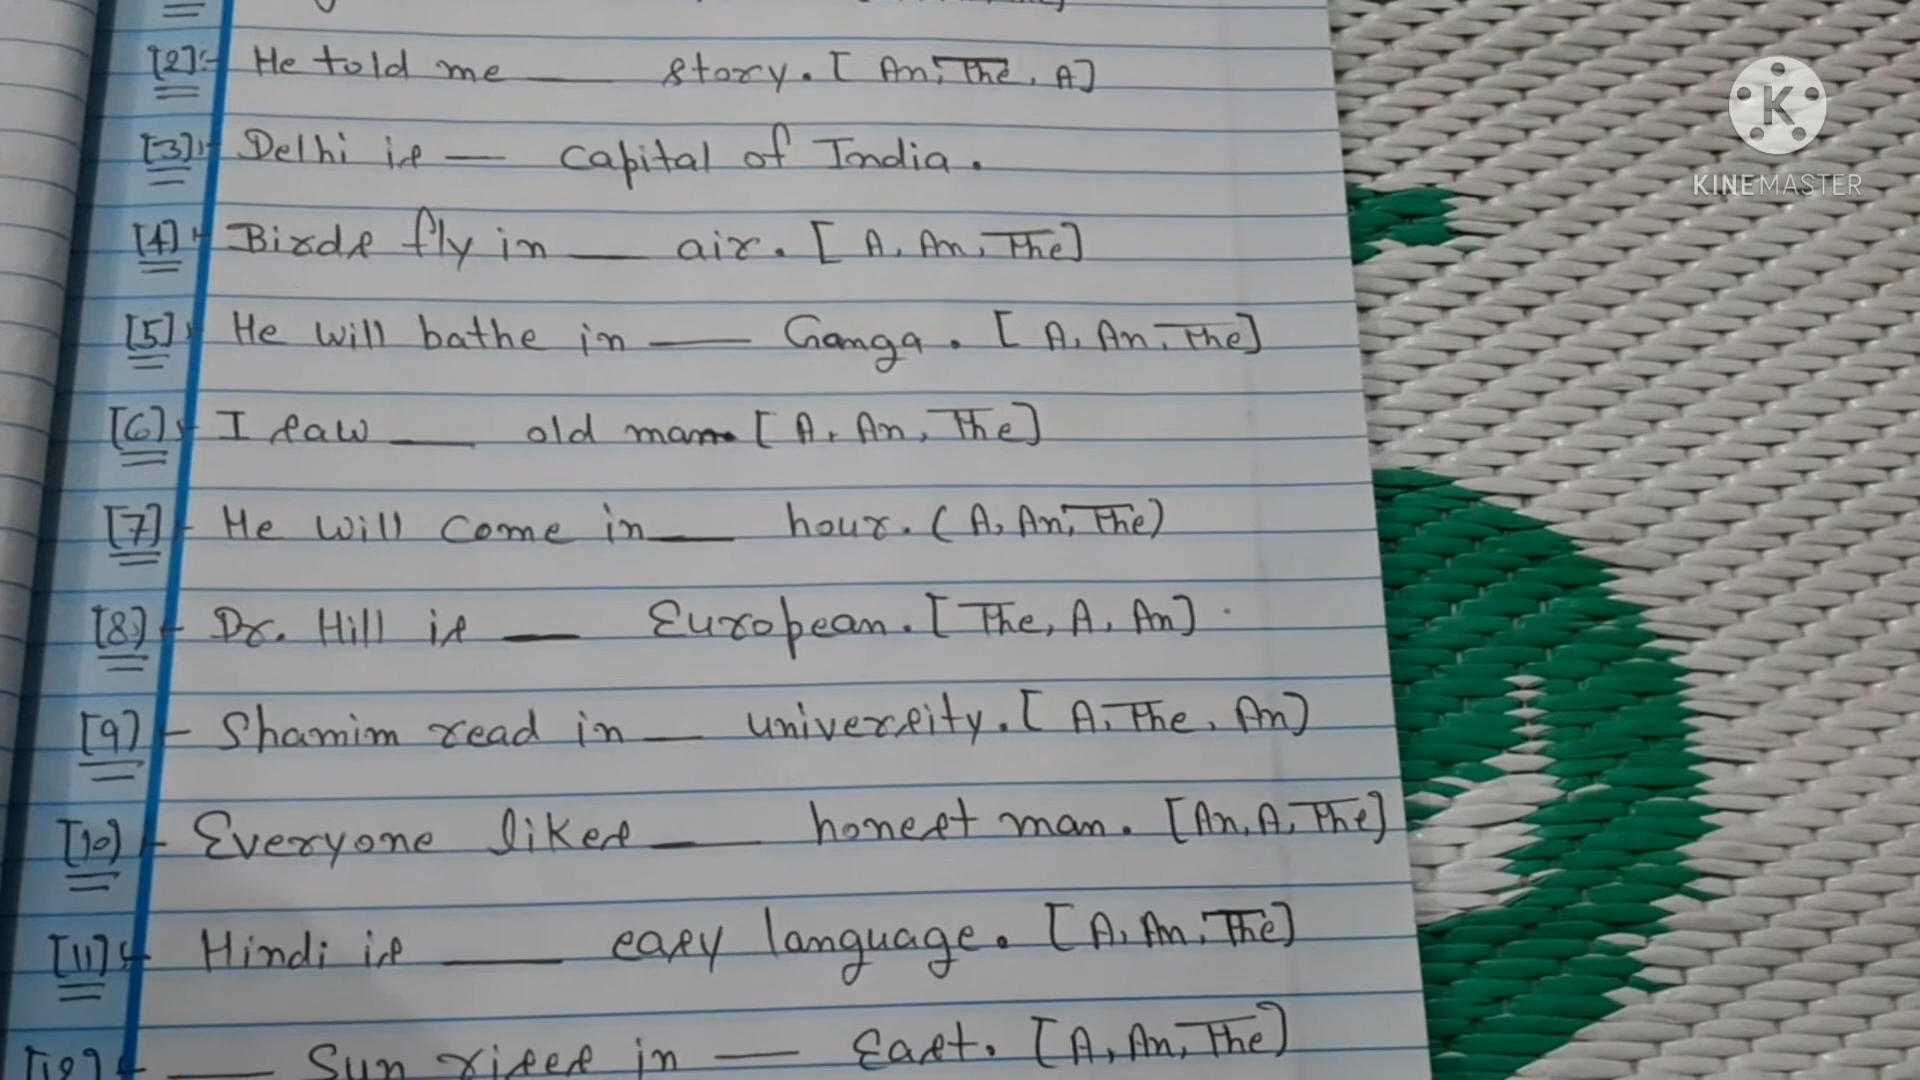 [2]:- He told me ___ story. [ An, The, A]
[3]:- Delhi is __ capital of India.
[4]:- Birds fly in ___ air. [ A, An, The]
[5]:- He will bathe in ___ Ganga. [ A, An, The]
[6]:- I saw ___ old man [ A, An, The]
[7]:- He will come in ___ hour. (A, An, The)
[8]:- Dr. Hill is ___ European. [ The, A, An]
[9]:- Shamim read in __ university. [ A, The, An]
[10]:- Everyone likes ___ honest man. [An, A, The]
[11]:- Hindi is ___ easy language. [ A, An, The]
[12]:- ___ Sun rises in ___ East. [A, An, The]
KINEMASTER